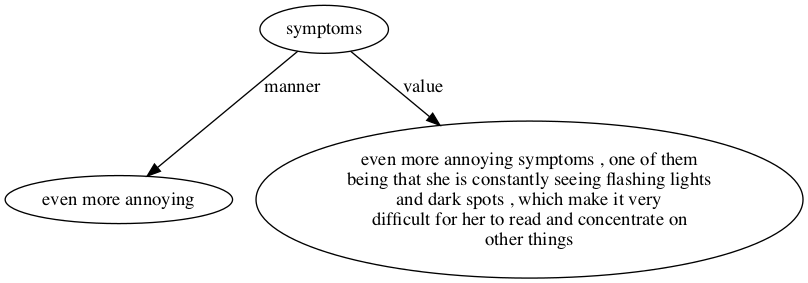 symptoms
manner
value
even more annoying
even more annoying symptoms , one of them
being that she is constantly seeing flashing lights
and dark spots , which make it very
difficult for her to read and concentrate on
other things